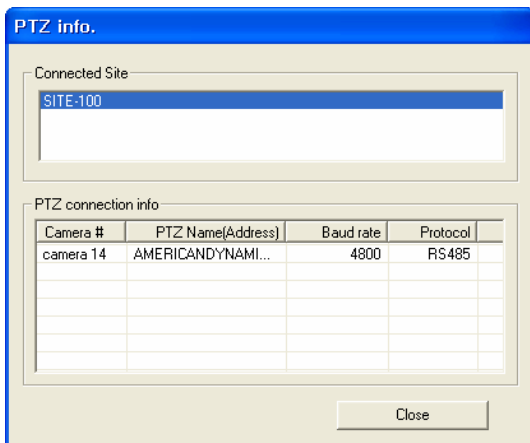 PTZ info.
Connected Site
SITE-100
PTZ connection info
Camera # PTZ Name(Address) Baud rate Protocol
camera 14 AMERICANDYNAMI... 4800 RS485
Close